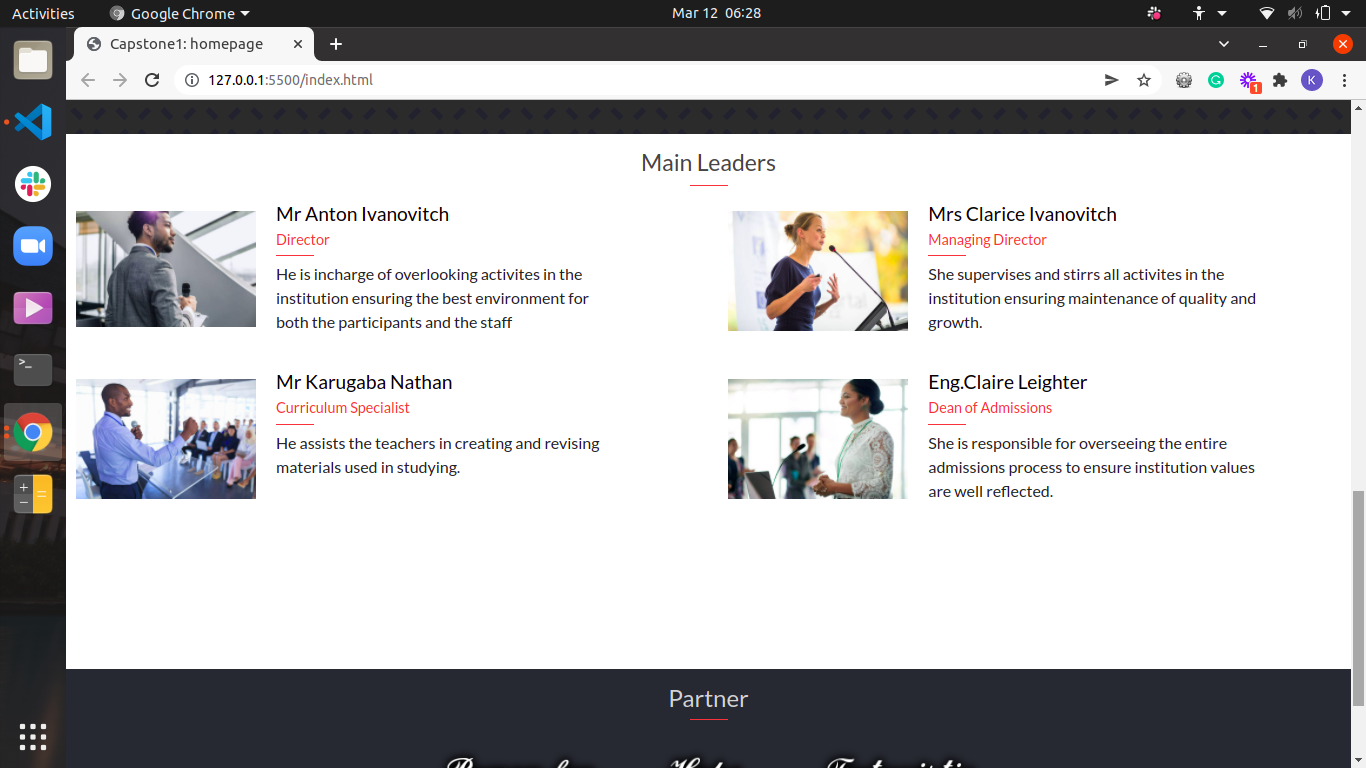 Activities
Google Chrome
Mar 12 06:28
Capstone1: homepage
127.0.0.1:5500/index.html
K
1
Main Leaders
Mr Anton Ivanovitch
Director
He is incharge of overlooking activites in the
institution ensuring the best environment for
both the participants and the staff
Mrs Clarice Ivanovitch
Managing Director
She supervises and stirrs all activites in the
institution ensuring maintenance of quality and
growth.
Mr Karugaba Nathan
Curriculum Specialist
He assists the teachers in creating and revising
materials used in studying.
Eng.Claire Leighter
Dean of Admissions
She is responsible for overseeing the entire
admissions process to ensure institution values
are well reflected.
Partner